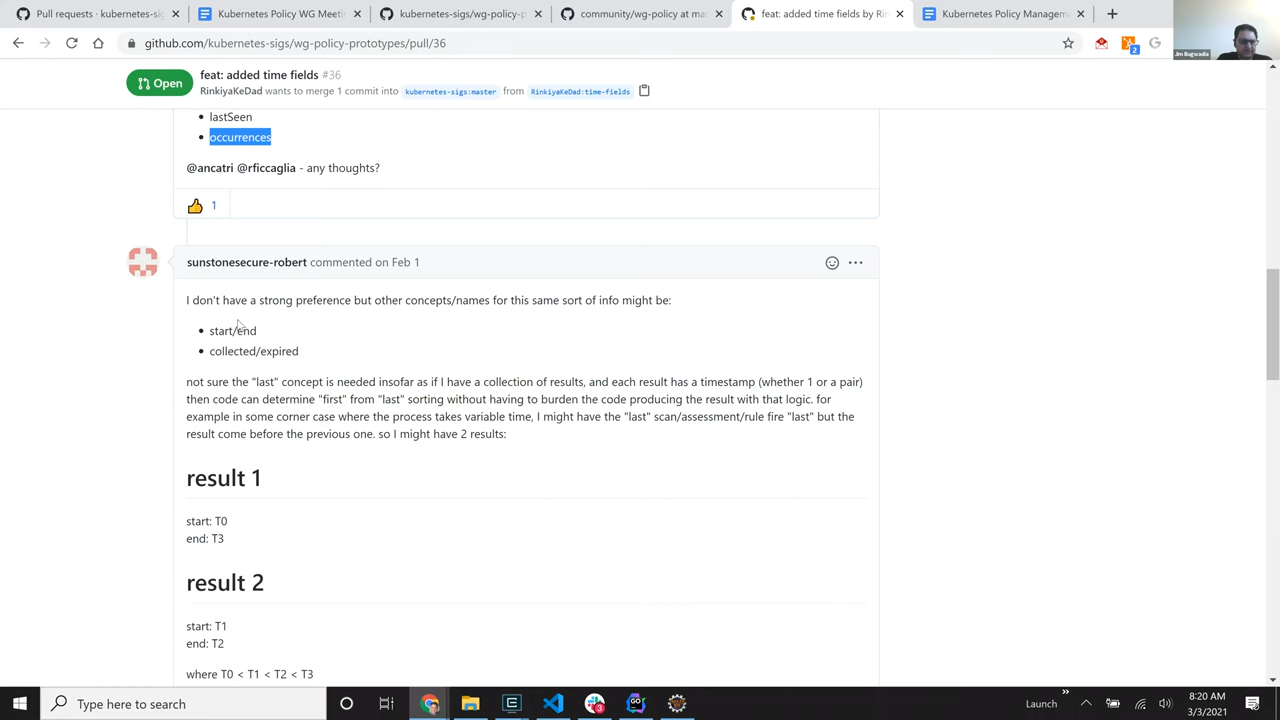 Pull requests · kubernetes-sig
Kubernetes Policy WG Meeti
kubernetes-sigs/wg-policy-p
community/wg-policy at mas
feat: added time fields by Rin
Kubernetes Policy Managem
github.com/kubernetes-sigs/wg-policy-prototypes/pull/36
2
Jim Bugwadia
Open
feat: added time fields #36
RinkiyaKeDad wants to merge 1 commit into kubernetes-sigs:master from RinkiyaKeDad:time-fields
lastSeen
occurrences
@ancatri @rficcaglia - any thoughts?
1
sunstonesecure-robert commented on Feb 1
I don't have a strong preference but other concepts/names for this same sort of info might be:
start/end
collected/expired
not sure the "last" concept is needed insofar as if I have a collection of results, and each result has a timestamp (whether 1 or a pair)
then code can determine "first" from "last" sorting without having to burden the code producing the result with that logic. for
example in some corner case where the process takes variable time, I might have the "last" scan/assessment/rule fire "last" but the
result come before the previous one. so I might have 2 results:
result 1
start: T0
end: T3
result 2
start: T1
end: T2
where T0 < T1 < T2 < T3
Type here to search
3
Launch
8:20 AM
3/3/2021